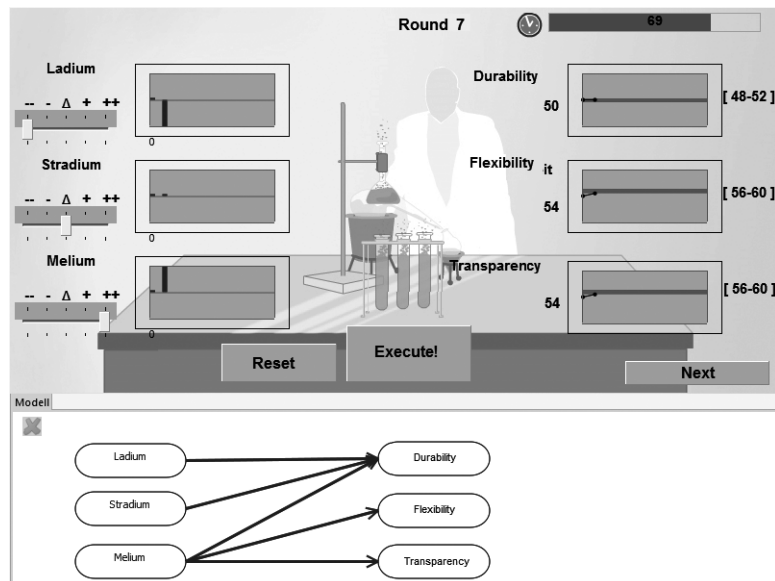 Round 7
69
Ladium
-- - Δ + ++
0
Stradium
-- - Δ + ++
0
Melium
-- - Δ + ++
0
Durability
50
[ 48-52 ]
Flexibility it
54
[ 56-60 ]
Transparency
54
[ 56-60 ]
Reset
Execute!
Next
Modell
Ladium
Durability
Stradium
Flexibility
Melium
Transparency